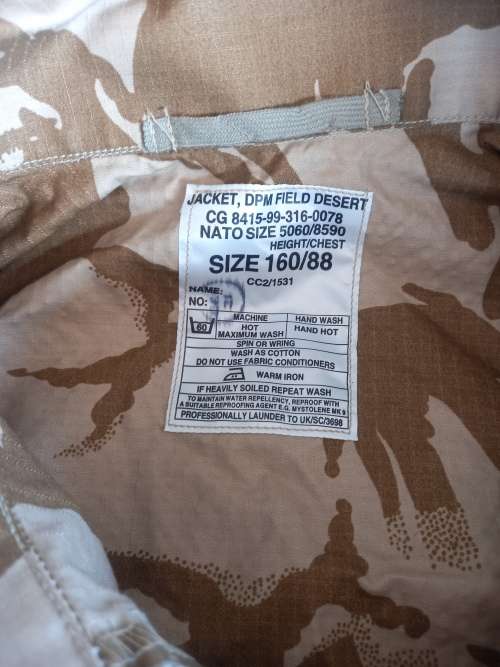 JACKET, DPM FIELD DESERT
CG 8415-99-316-0078
NATO SIZE 5060/8590
HEIGHT/CHEST
SIZE 160/88
CC2/1531
NAME:
NO:
60
MACHINE HAND WASH
HOT HAND HOT
MAXIMUM WASH
SPIN OR WRING
WASH AS COTTON
DO NOT USE FABRIC CONDITIONERS
WARM IRON
IF HEAVILY SOILED REPEAT WASH
TO MAINTAIN WATER REPELLENCY, REPROOF WITH
A SUITABLE REPROOFING AGENT E.G. MYSTOLENE MK 9
PROFESSIONALLY LAUNDER TO UK/SC/3698